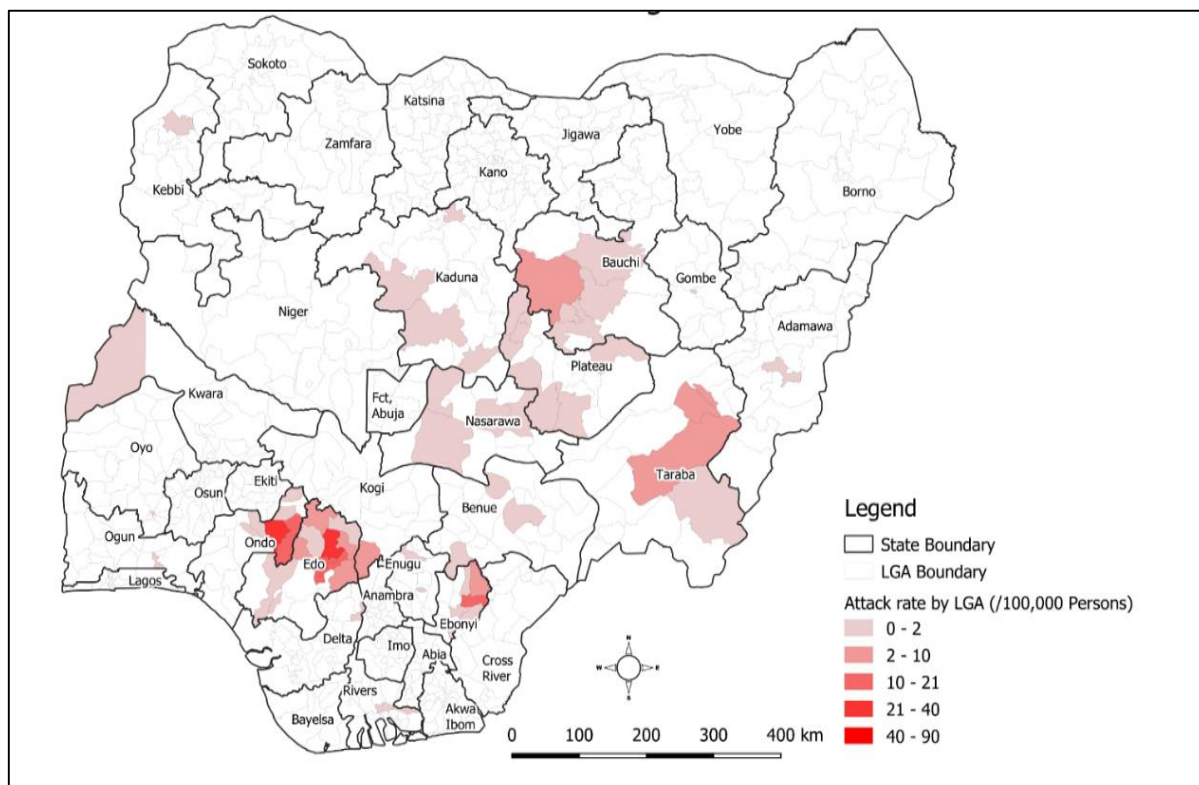 Sokoto
Katsina
Jigawa
Yobe
Zamfara
Kano
Kebbi
Borno
Kaduna
Bauchi
Gombe
Niger
Adamawa
Plateau
Kwara
Fct,
Abuja
Nasarawa
Oyo
Taraba
Ekiti
Kogi
Osun
Benue
Ogun
Ondo
Edo
Enugu
Lagos
Anambra
Ebonyi
Delta
Imo
Abia
Cross
River
Rivers
Bayelsa
Akwa
Ibom
N
W
E
S
0 100 200 300 400 km
Legend
State Boundary
LGA Boundary
Attack rate by LGA (/100,000 Persons)
0 - 2
2 - 10
10 - 21
21 - 40
40 - 90